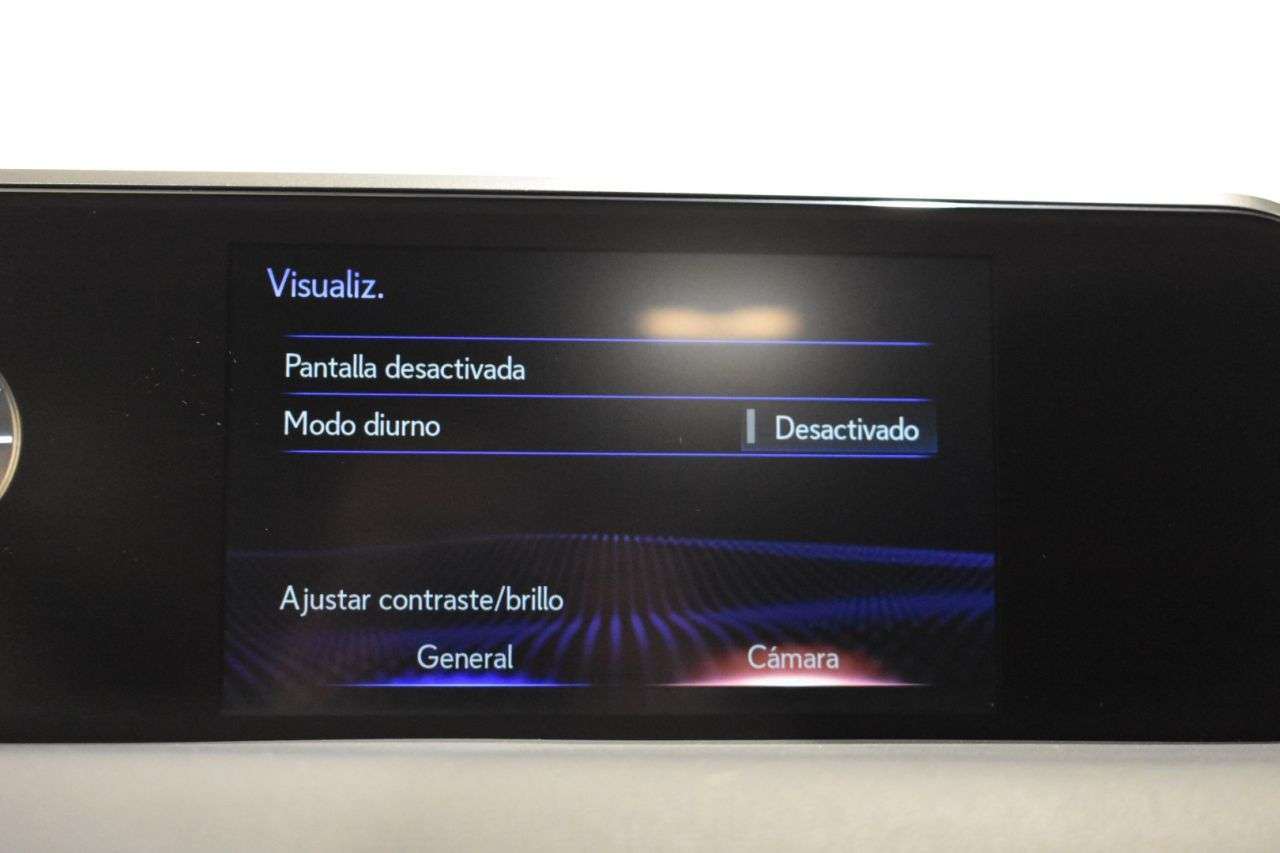 Visualiz.
Pantalla desactivada
Modo diurno Desactivado
Ajustar contraste/brillo
General Cámara